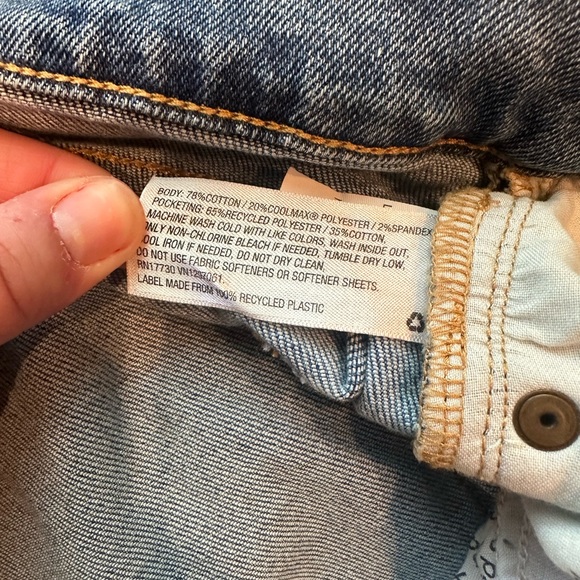 BODY: 78%COTTON / 20%COOLMAX® POLYESTER / 2%SPANDEX
POCKETING: 65%RECYCLED POLYESTER / 35%COTTON,
MACHINE WASH COLD WITH LIKE COLORS, WASH INSIDE OUT,
ONLY NON-CHLORINE BLEACH IF NEEDED, TUMBLE DRY LOW,
COOL IRON IF NEEDED, DO NOT DRY CLEAN.
DO NOT USE FABRIC SOFTENERS OR SOFTENER SHEETS.
RN17730 VN1257061
LABEL MADE FROM 100% RECYCLED PLASTIC